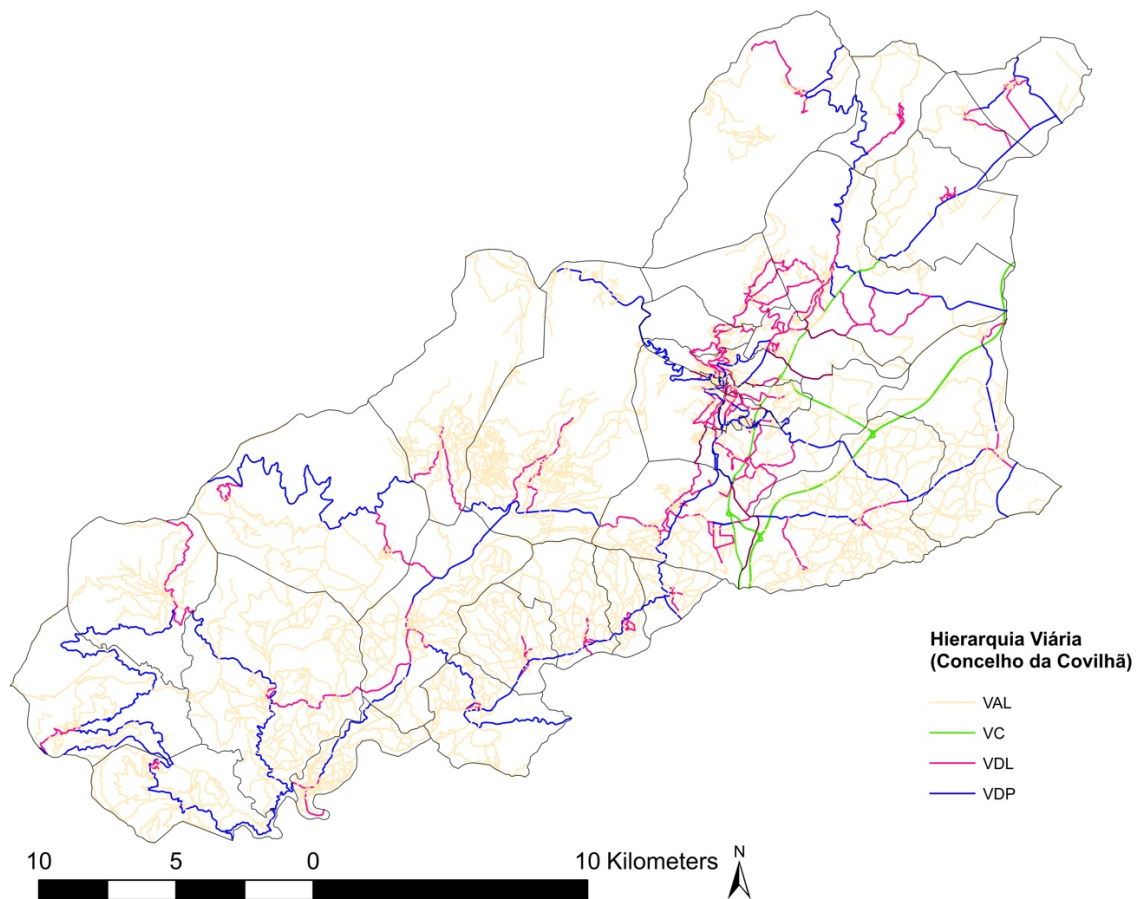 Hierarquia Viária
(Concelho da Covilhã)
VAL
VC
VDL
VDP
10 5 0 10 Kilometers
N